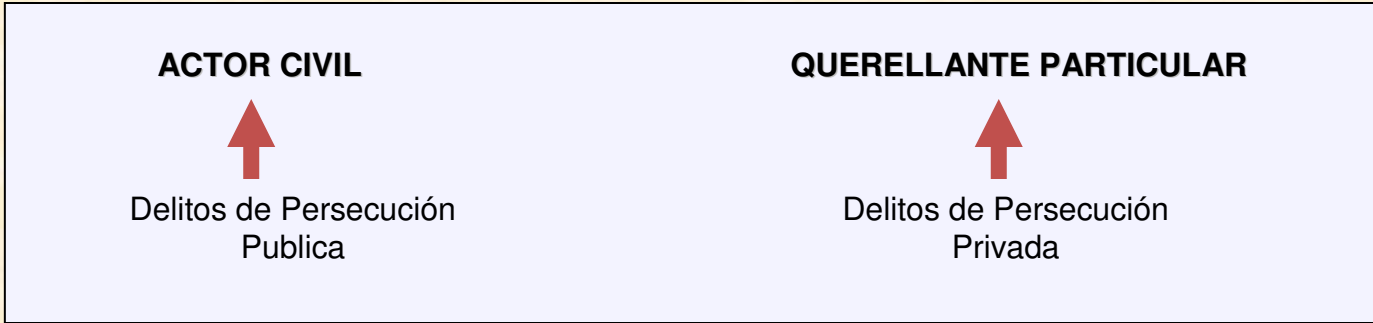 ACTOR CIVIL
Delitos de Persecución
Publica
QUERELLANTE PARTICULAR
Delitos de Persecución
Privada